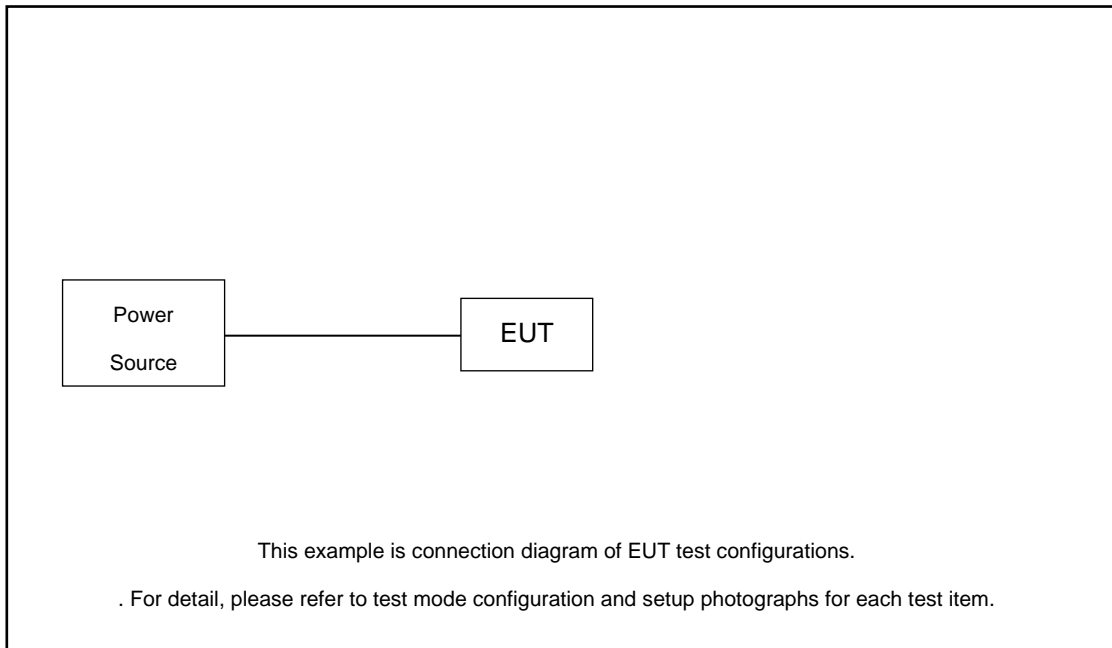 Power
Source
EUT
This example is connection diagram of EUT test configurations.
. For detail, please refer to test mode configuration and setup photographs for each test item.